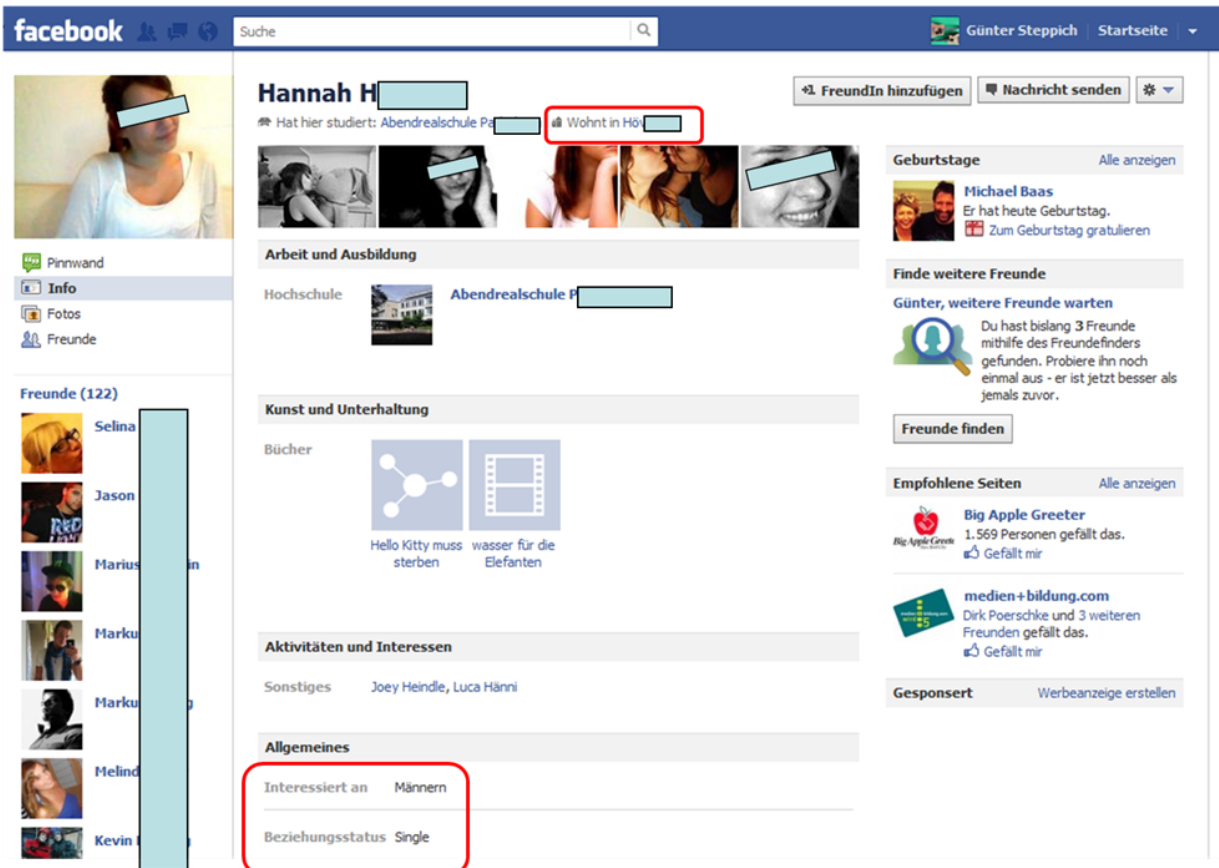 facebook
Suche
Günter Steppich
Startseite
Hannah H
FreundIn hinzufügen
Nachricht senden
Hat hier studiert: Abendrealschule Pa
Wohnt in Höv
Pinnwand
Info
Fotos
Freunde
Freunde (122)
Selina
Jason
Marius
Marku
Marku
Melind
Kevin
Arbeit und Ausbildung
Hochschule
Abendrealschule P
Kunst und Unterhaltung
Bücher
Hello Kitty muss
sterben
wasser für die
Elefanten
Aktivitäten und Interessen
Sonstiges
Joey Heindle, Luca Hänni
Allgemeines
Interessiert an Männern
Beziehungsstatus Single
Geburtstage
Alle anzeigen
Michael Baas
Er hat heute Geburtstag.
Zum Geburtstag gratulieren
Finde weitere Freunde
Günter, weitere Freunde warten
Du hast bislang 3 Freunde
mithilfe des Freundefinders
gefunden. Probiere ihn noch
einmal aus - er ist jetzt besser als
jemals zuvor.
Freunde finden
Empfohlene Seiten
Alle anzeigen
Big Apple Greeter
1.569 Personen gefällt das.
Gefällt mir
medien+bildung.com
Dirk Poerschke und 3 weiteren
Freunden gefällt das.
Gefällt mir
Gesponsert
Werbeanzeige erstellen